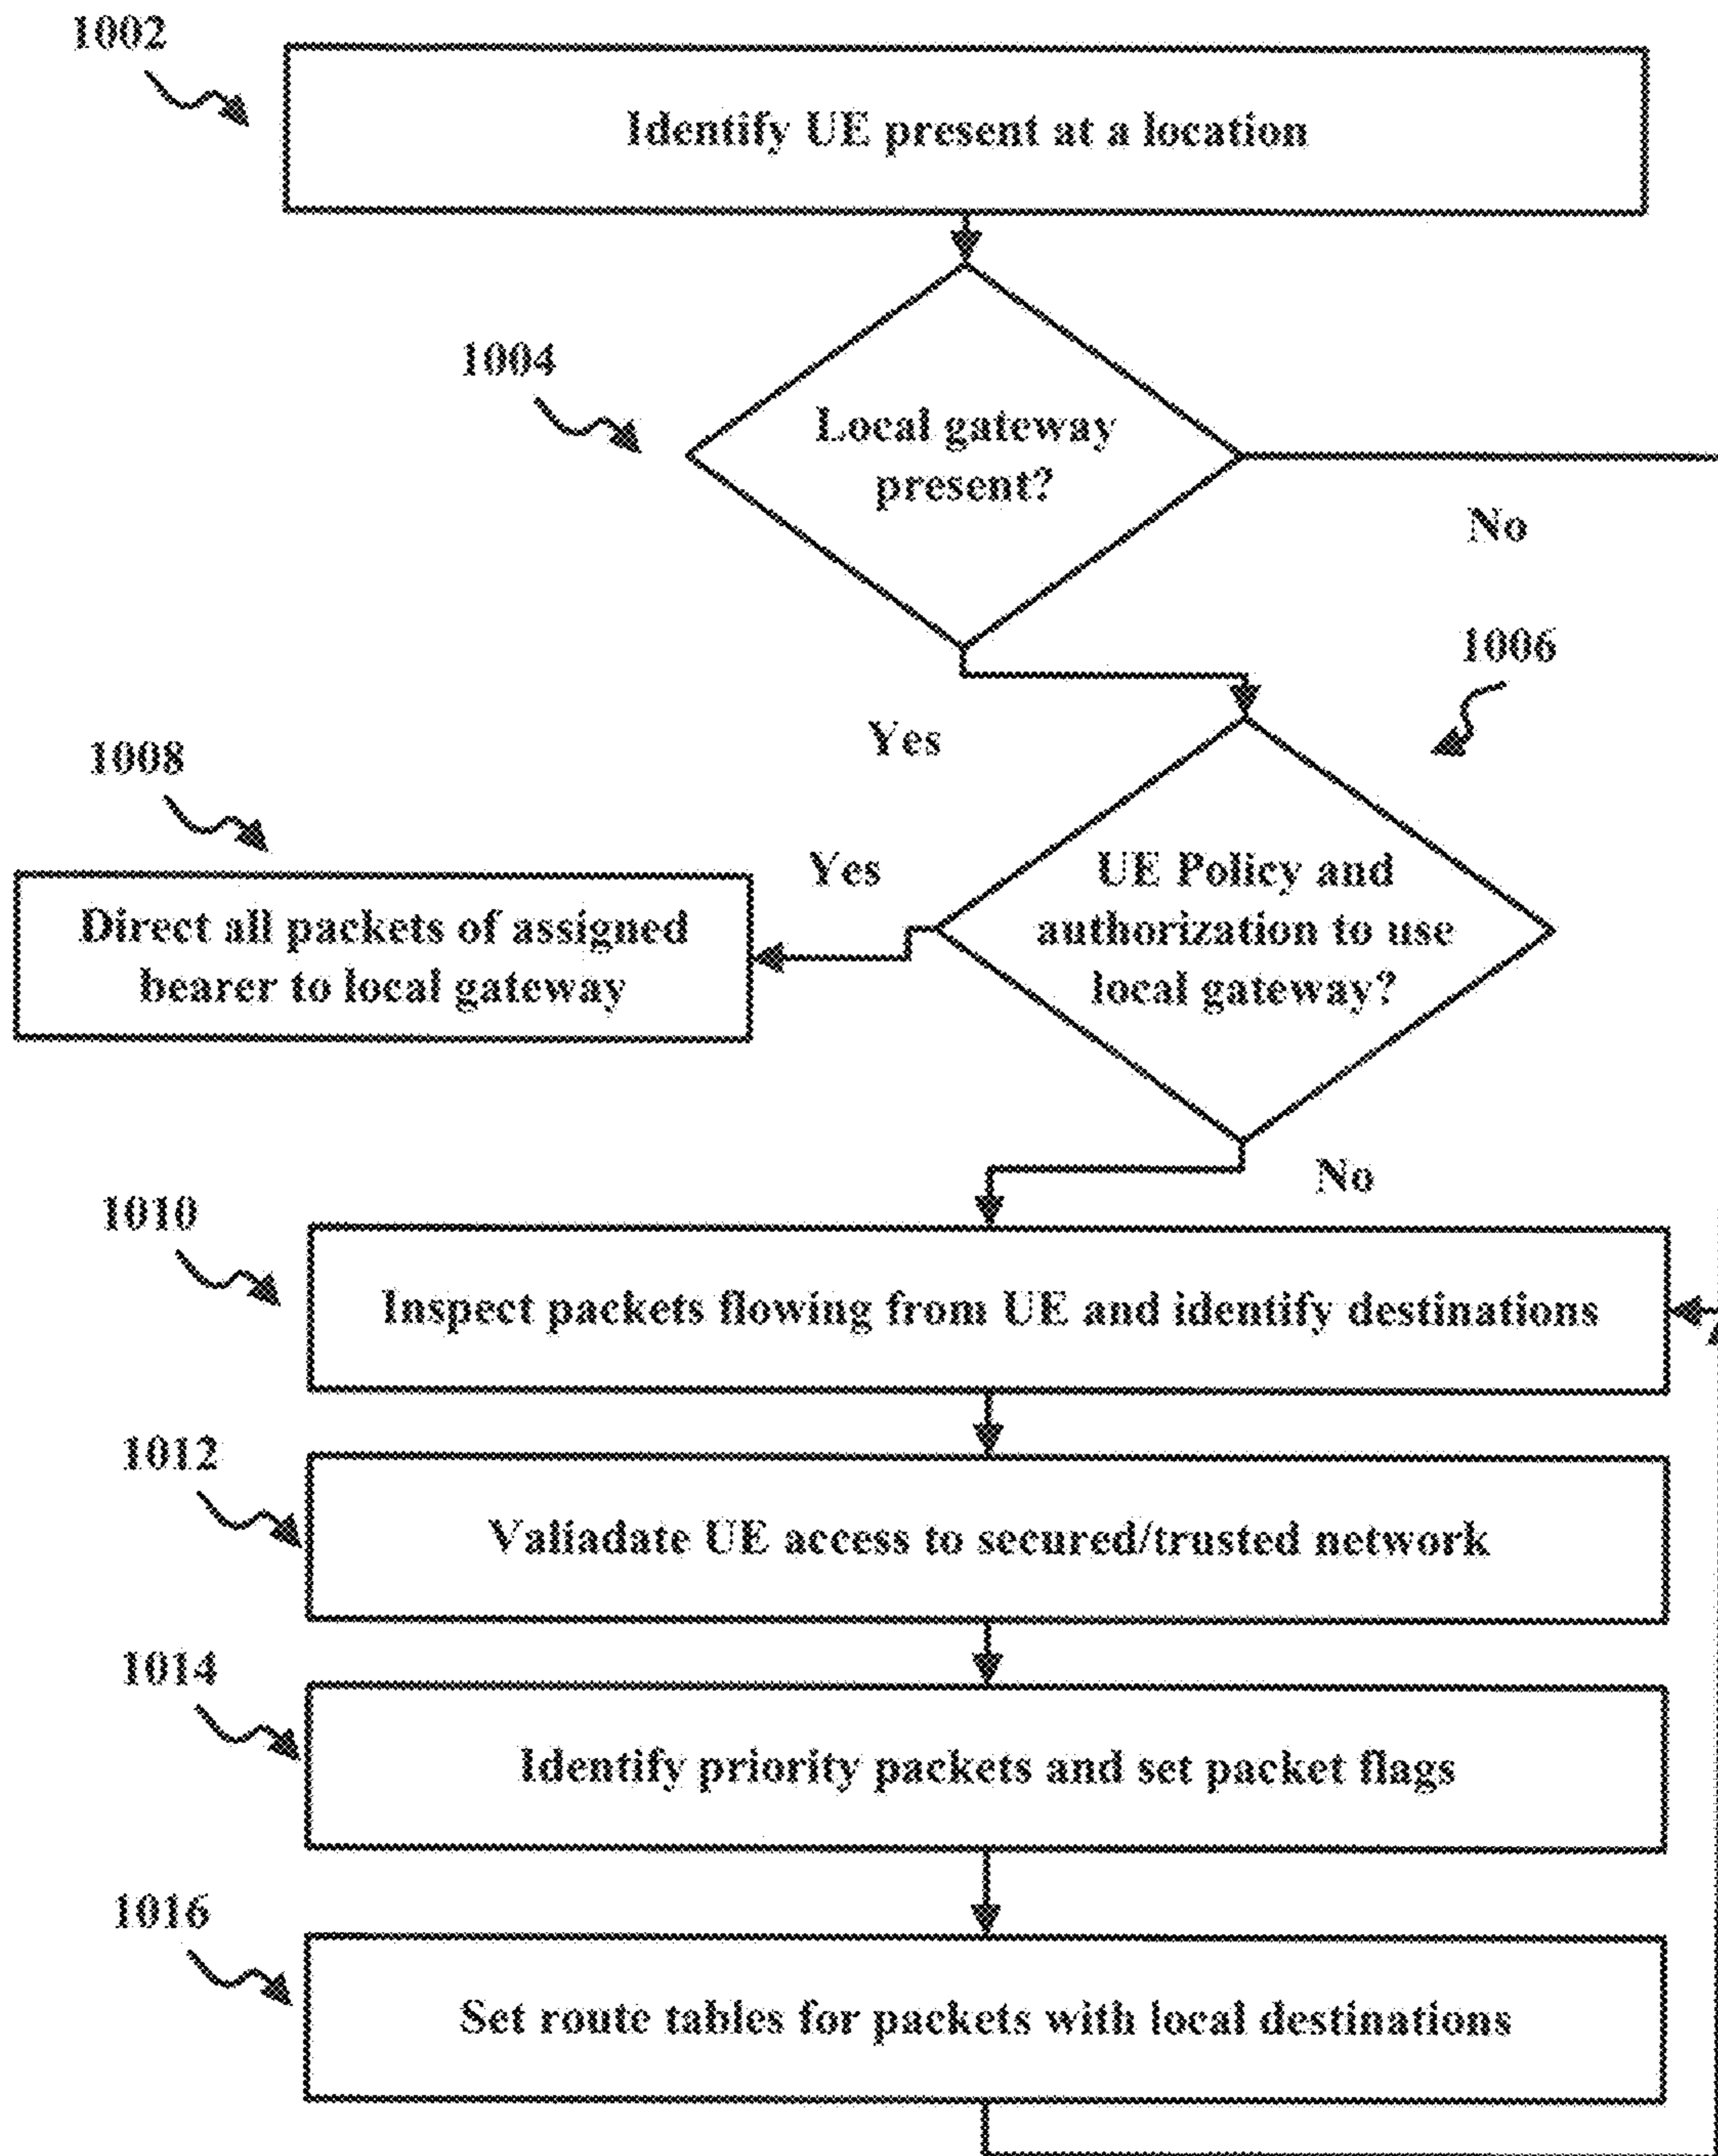 1002
Identify UE present at a location
1004
Local gateway
present?
No
1006
Yes
1008
Yes
UE Policy and
authorization to use
local gateway?
Direct all packets of assigned
bearer to local gateway
No
1010
Inspect packets flowing from UE and identify destinations
1012
Valiadate UE access to secured/trusted network
1014
Identify priority packets and set packet flags
1016
Set route tables for packets with local destinations